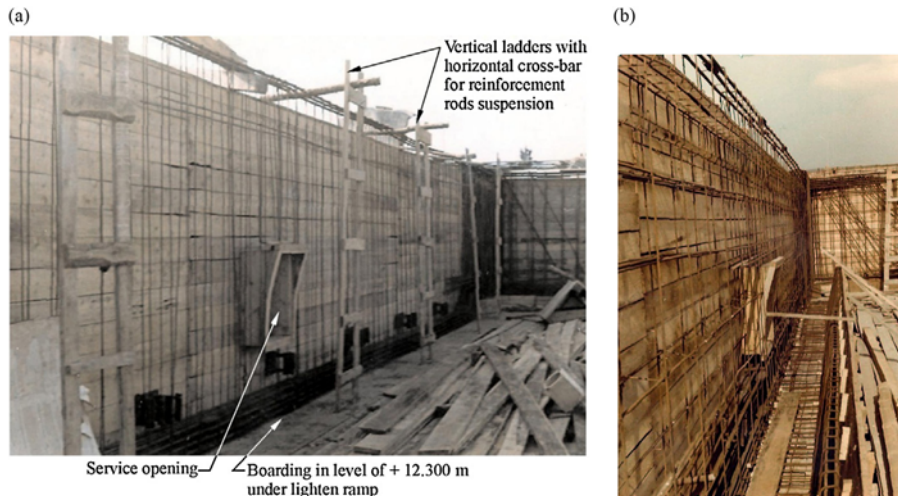 (a)
(b)
Vertical ladders with
horizontal cross-bar
for reinforcement
rods suspension
Service opening
Boarding in level of + 12.300 m
under lighten ramp